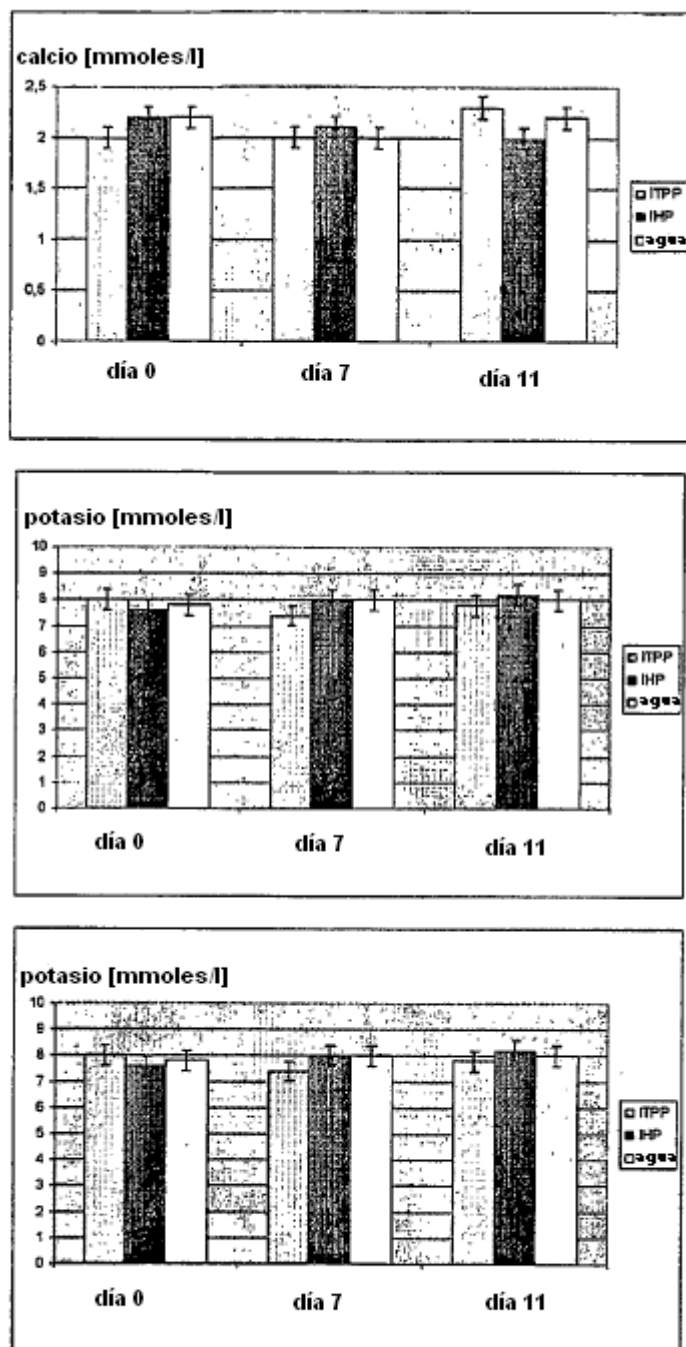 calcio [mmoles/l]
2,5
2
1,5
1
0,5
0
ITPP
IHP
agua
día 0
día 7
día 11
potasio [mmoles/l]
10
9
8
7
6
5
4
3
2
1
0
ITPP
IHP
agua
día 0
día 7
día 11
potasio [mmoles/l]
10
9
8
7
6
5
4
3
2
1
0
ITPP
IHP
agua
día 0
día 7
día 11